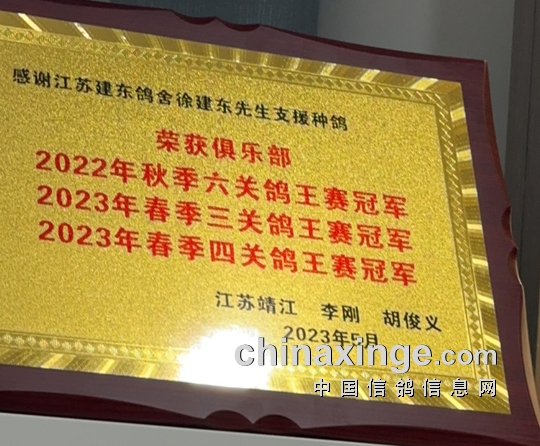 感谢江苏建东鸽舍徐建东先生支援种鸽
荣获俱乐部
2022年秋季六关鸽王赛冠军
2023年春季三关鸽王赛冠军
2023年春季四关鸽王赛冠军
江苏靖江 李刚 胡俊义
2023年5月
chinaxinge.com
中国信鸽信息网